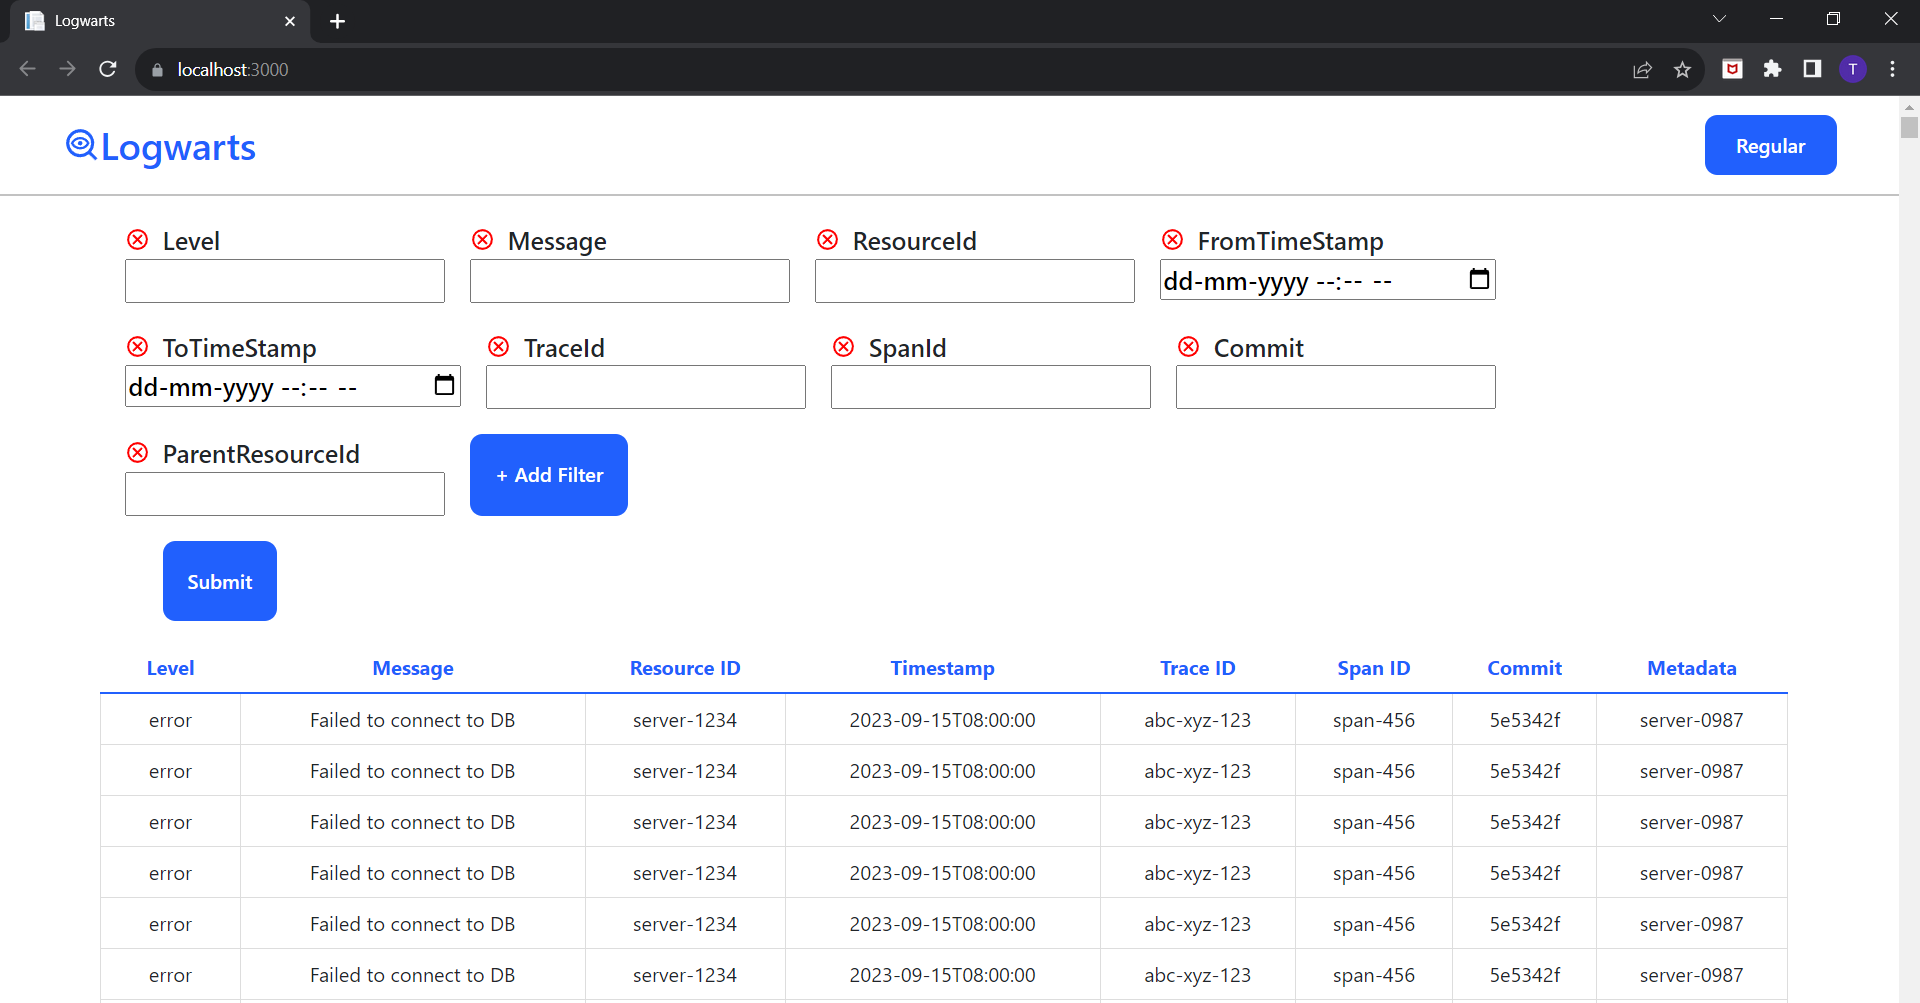 Logwarts
localhost:3000
T
Logwarts
Regular
Level Message ResourceId FromTimeStamp
dd-mm-yyyy --:-- --
ToTimeStamp TraceId SpanId Commit
dd-mm-yyyy --:-- --
ParentResourceId
+ Add Filter
Submit
Level Message Resource ID Timestamp Trace ID Span ID Commit Metadata
error Failed to connect to DB server-1234 2023-09-15T08:00:00 abc-xyz-123 span-456 5e5342f server-0987
error Failed to connect to DB server-1234 2023-09-15T08:00:00 abc-xyz-123 span-456 5e5342f server-0987
error Failed to connect to DB server-1234 2023-09-15T08:00:00 abc-xyz-123 span-456 5e5342f server-0987
error Failed to connect to DB server-1234 2023-09-15T08:00:00 abc-xyz-123 span-456 5e5342f server-0987
error Failed to connect to DB server-1234 2023-09-15T08:00:00 abc-xyz-123 span-456 5e5342f server-0987
error Failed to connect to DB server-1234 2023-09-15T08:00:00 abc-xyz-123 span-456 5e5342f server-0987